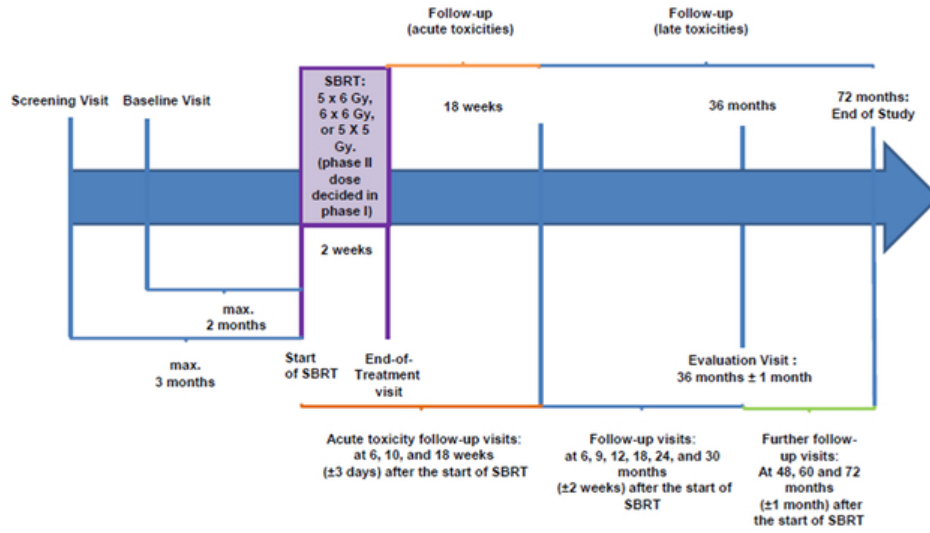 Follow-up
(acute toxicities)
Follow-up
(late toxicities)
Screening Visit
Baseline Visit
SBRT:
5 x 6 Gy,
6 x 6 Gy,
or 5 X 5
Gy.
(phase II
dose
decided in
phase I)
18 weeks
36 months
72 months:
End of Study
2 weeks
max.
2 months
max.
3 months
Start
of SBRT
End-of-
Treatment
visit
Evaluation Visit :
36 months ± 1 month
Acute toxicity follow-up visits:
at 6, 10, and 18 weeks
(±3 days) after the start of SBRT
Follow-up visits:
at 6, 9, 12, 18, 24, and 30
months
(±2 weeks) after the start of
SBRT
Further follow-
up visits:
At 48, 60 and 72
months
(±1 month) after
the start of SBRT